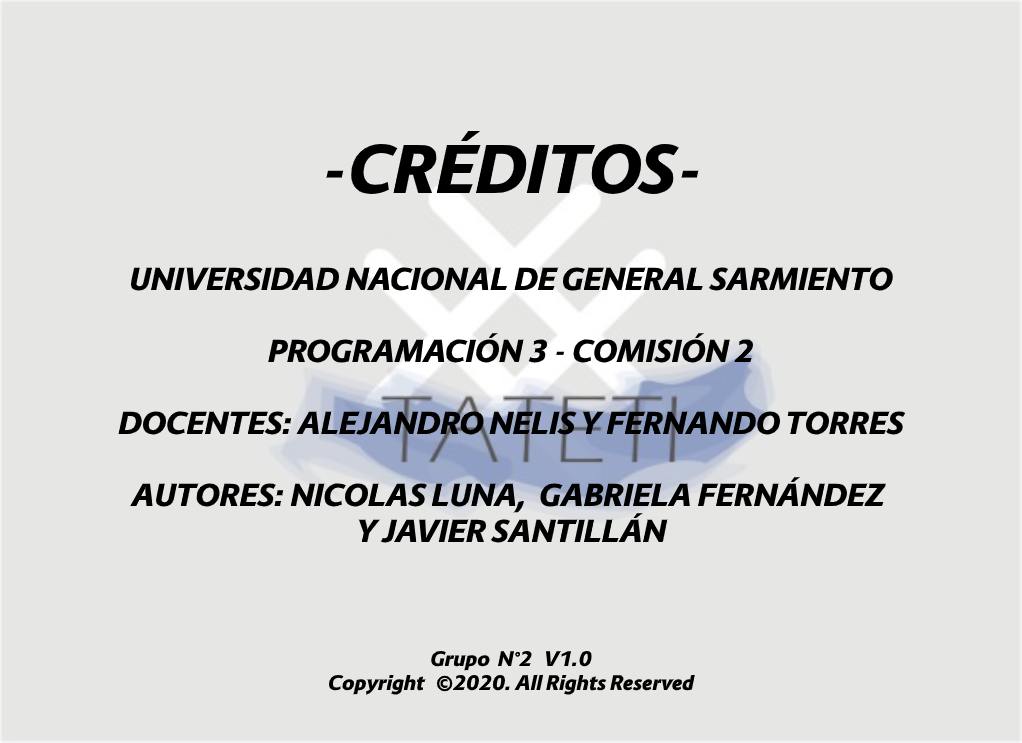 -CRÉDITOS-
UNIVERSIDAD NACIONAL DE GENERAL SARMIENTO
PROGRAMACIÓN 3 - COMISIÓN 2
TATETI
DOCENTES: ALEJANDRO NELIS Y FERNANDO TORRES
AUTORES: NICOLAS LUNA, GABRIELA FERNÁNDEZ
Y JAVIER SANTILLÁN
Grupo N°2 V1.0
Copyright ©2020. All Rights Reserved